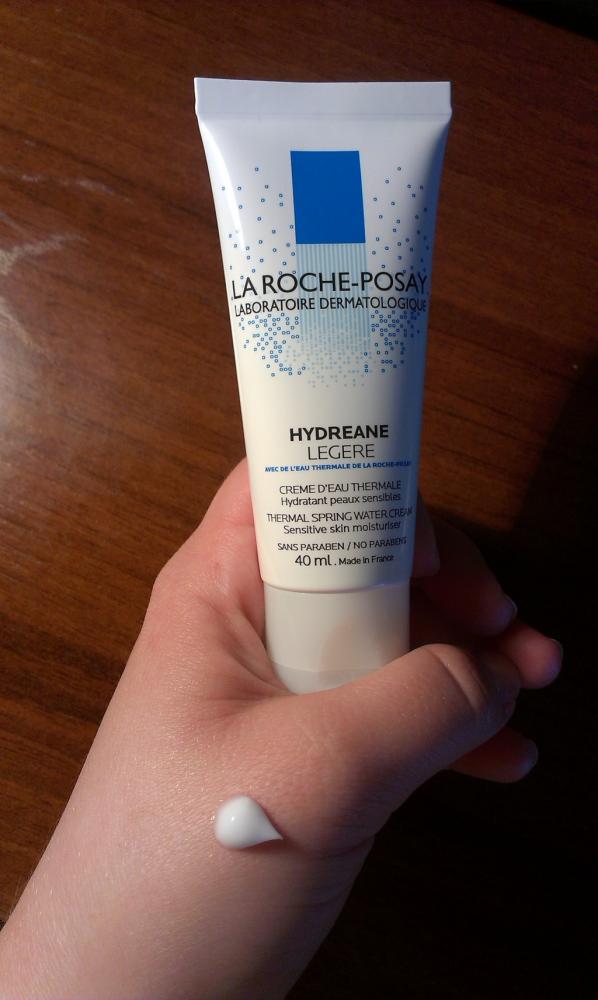 LA ROCHE-POSAY
LABORATOIRE DERMATOLOGIQUE
HYDREANE
LEGERE
AVEC DE L'EAU THERMALE DE LA ROCHE-POSAY
CREME D'EAU THERMALE
Hydratant peaux sensibles
THERMAL SPRING WATER CREAM
Sensitive skin moisturiser
SANS PARABEN / NO PARABENS
40 ml. Made in France